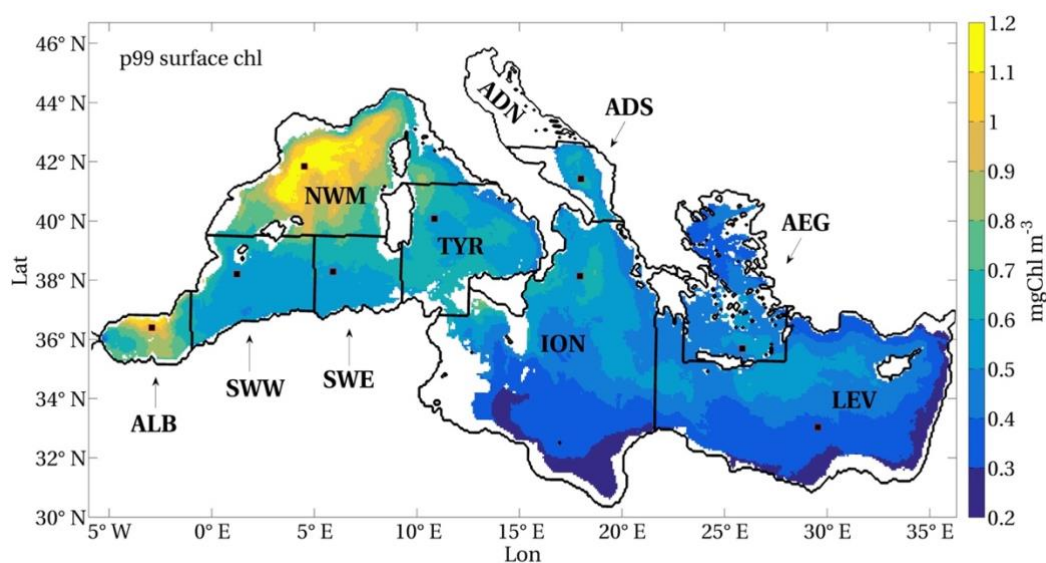 p99 surface chl
46° N
44° N
42° N
40° N
38° N
36° N
34° N
32° N
30° N
Lat
5° W
0° E
5° E
10° E
15° E
20° E
25° E
30° E
35° E
Lon
ADN
ADS
NWM
TYR
AEG
ION
LEV
SWE
SWW
ALB
1.2
1.1
1
0.9
0.8
0.7
0.6
0.5
0.4
0.3
0.2
mgChl m⁻³